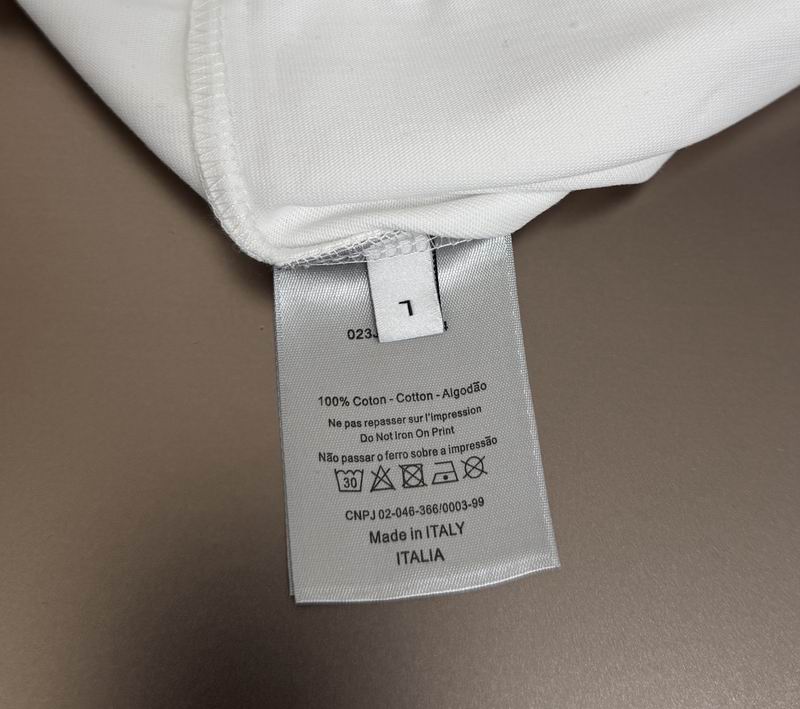 L
023
100% Coton - Cotton - Algodão
Ne pas repasser sur l'impression
Do Not Iron On Print
Não passar o ferro sobre a impressão
30
CNPJ 02-046-366/0003-99
Made in ITALY
ITALIA